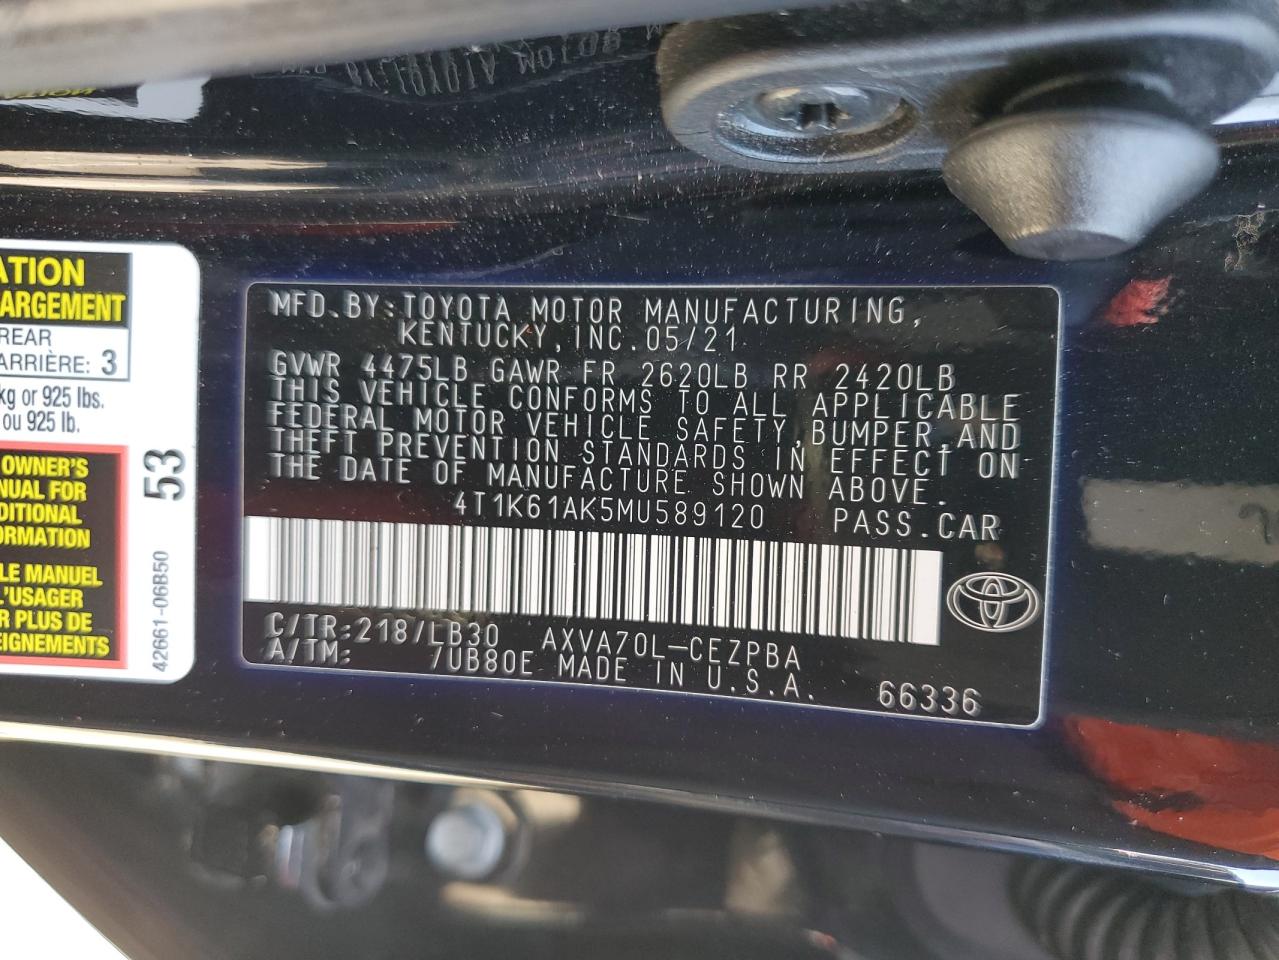 ATION
ARGEMENT
REAR
ARRIÈRE: 3
kg or 925 lbs.
ou 925 lb.
OWNER'S
NUAL FOR
DITIONAL
ORMATION
LE MANUEL
L'USAGER
R PLUS DE
EIGNEMENTS
53
42661-06B50
MFD.BY:TOYOTA MOTOR MANUFACTURING,
KENTUCKY,INC.05/21
GVWR 4475LB GAWR FR 2620LB RR 2420LB
THIS VEHICLE CONFORMS TO ALL APPLICABLE
FEDERAL MOTOR VEHICLE SAFETY,BUMPER,AND
THEFT PREVENTION STANDARDS IN EFFECT ON
THE DATE OF MANUFACTURE SHOWN ABOVE.
4T1K61AK5MU589120 PASS.CAR
C/TR:218/LB30 AXVA70L-CEZPBA
A/TM: 7UB80E MADE IN U.S.A.
66336